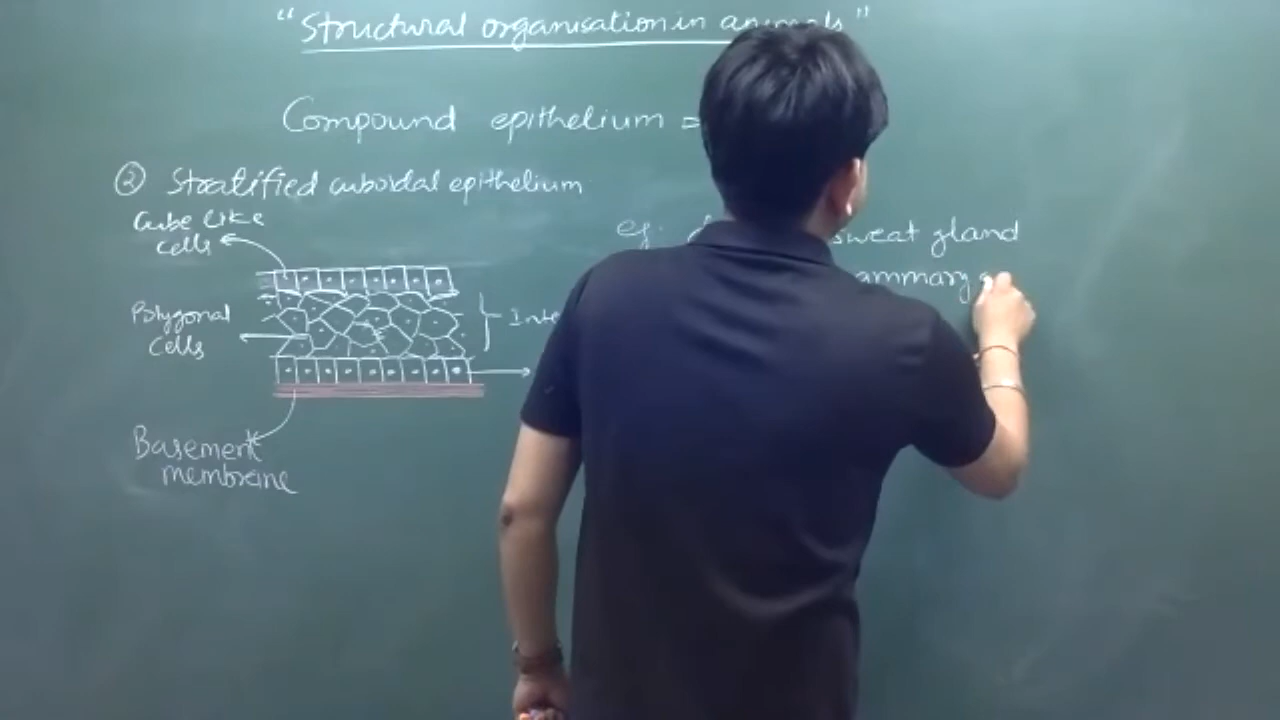 "Structural organisation in animals"
Compound epithelium =
② Stratified cuboidal epithelium
Cube like
cells
eg:
sweat gland
ammary
Polygonal
cells
Inte
Basement
membrane